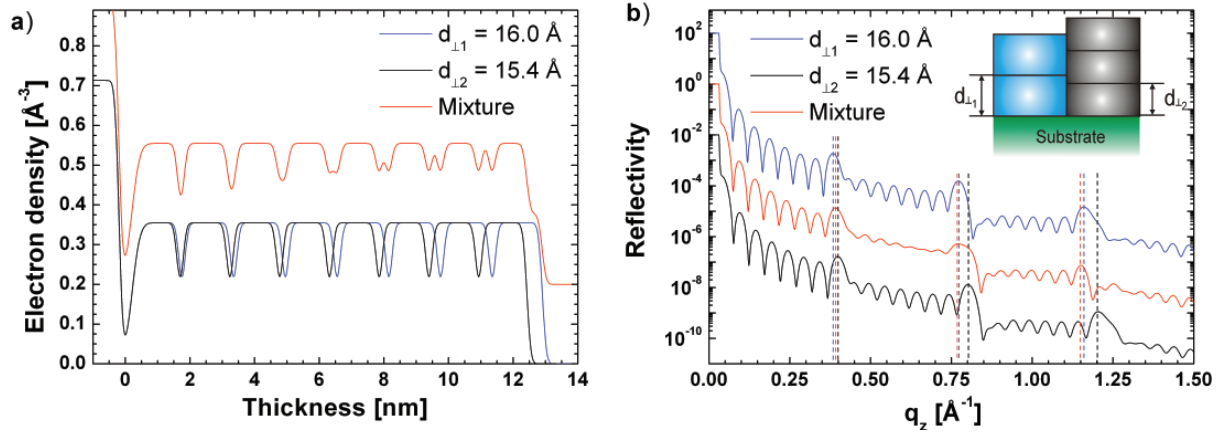 a)
Electron density [Å⁻³]
0.8
0.7
0.6
0.5
0.4
0.3
0.2
0.1
0.0
d⊥1 = 16.0 Å
d⊥2 = 15.4 Å
Mixture
0 2 4 6 8 10 12 14
Thickness [nm]
b)
Reflectivity
10²
10⁰
10⁻²
10⁻⁴
10⁻⁶
10⁻⁸
10⁻¹⁰
d⊥1 = 16.0 Å
d⊥2 = 15.4 Å
Mixture
d⊥1
d⊥2
Substrate
0.00 0.25 0.50 0.75 1.00 1.25 1.50
q_z [Å⁻¹]